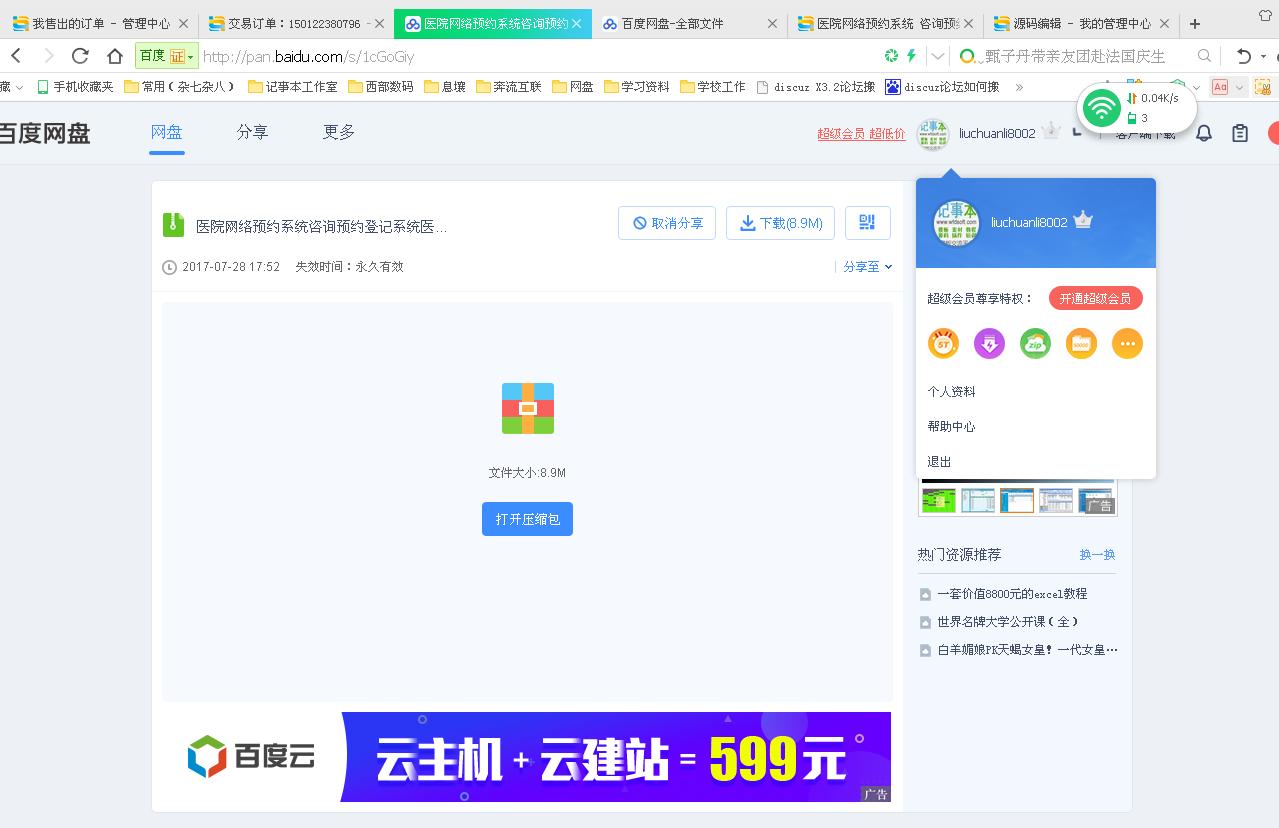 我售出的订单 - 管理中心
交易订单：150122380796 -
医院网络预约系统咨询预约
百度网盘-全部文件
医院网络预约系统 咨询预
源码编辑 - 我的管理中心
百度 证 http://pan.baidu.com/s/1cGoGiy
甄子丹带亲友团赴法国庆生
藏 手机收藏夹 常用（杂七杂八） 记事本工作室 西部数码 息壤 奔流互联 网盘 学习资料 学校工作 discuz X3.2论坛搬 discuz论坛如何搬 »
Aa
0.04K/s
3
百度网盘 网盘 分享 更多 超级会员 超低价 liuchuanli8002 客户端下载
医院网络预约系统咨询预约登记系统医...
取消分享 下载(8.9M)
2017-07-28 17:52 失效时间：永久有效 分享至
文件大小:8.9M
打开压缩包
记事本
www.wfdsoft.com
liuchuanli8002
超级会员尊享特权： 开通超级会员
5T zip
个人资料
帮助中心
退出
广告
热门资源推荐 换一换
一套价值8800元的excel教程
世界名牌大学公开课（全）
白羊媚娘PK天蝎女皇！一代女皇…
百度云 云主机 + 云建站 = 599元
广告